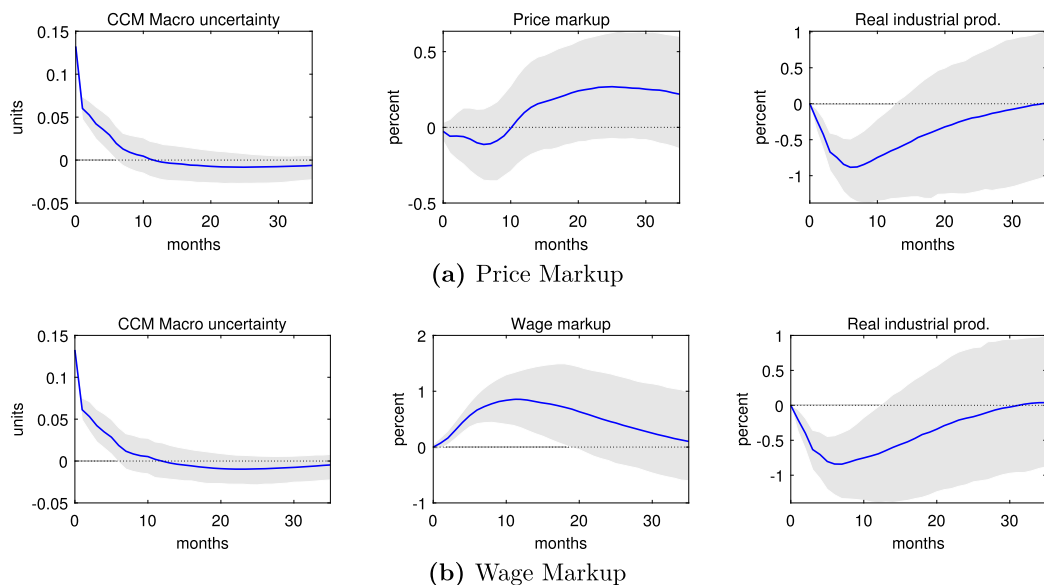 CCM Macro uncertainty
Price markup
Real industrial prod.
0.15
0.1
0.05
0
-0.05
units
0 10 20 30
months
0.5
0
-0.5
percent
0 10 20 30
months
1
0.5
0
-0.5
-1
percent
0 10 20 30
months
(a) Price Markup
CCM Macro uncertainty
Wage markup
Real industrial prod.
0.15
0.1
0.05
0
-0.05
units
0 10 20 30
months
2
1
0
-1
percent
0 10 20 30
months
1
0.5
0
-0.5
-1
percent
0 10 20 30
months
(b) Wage Markup